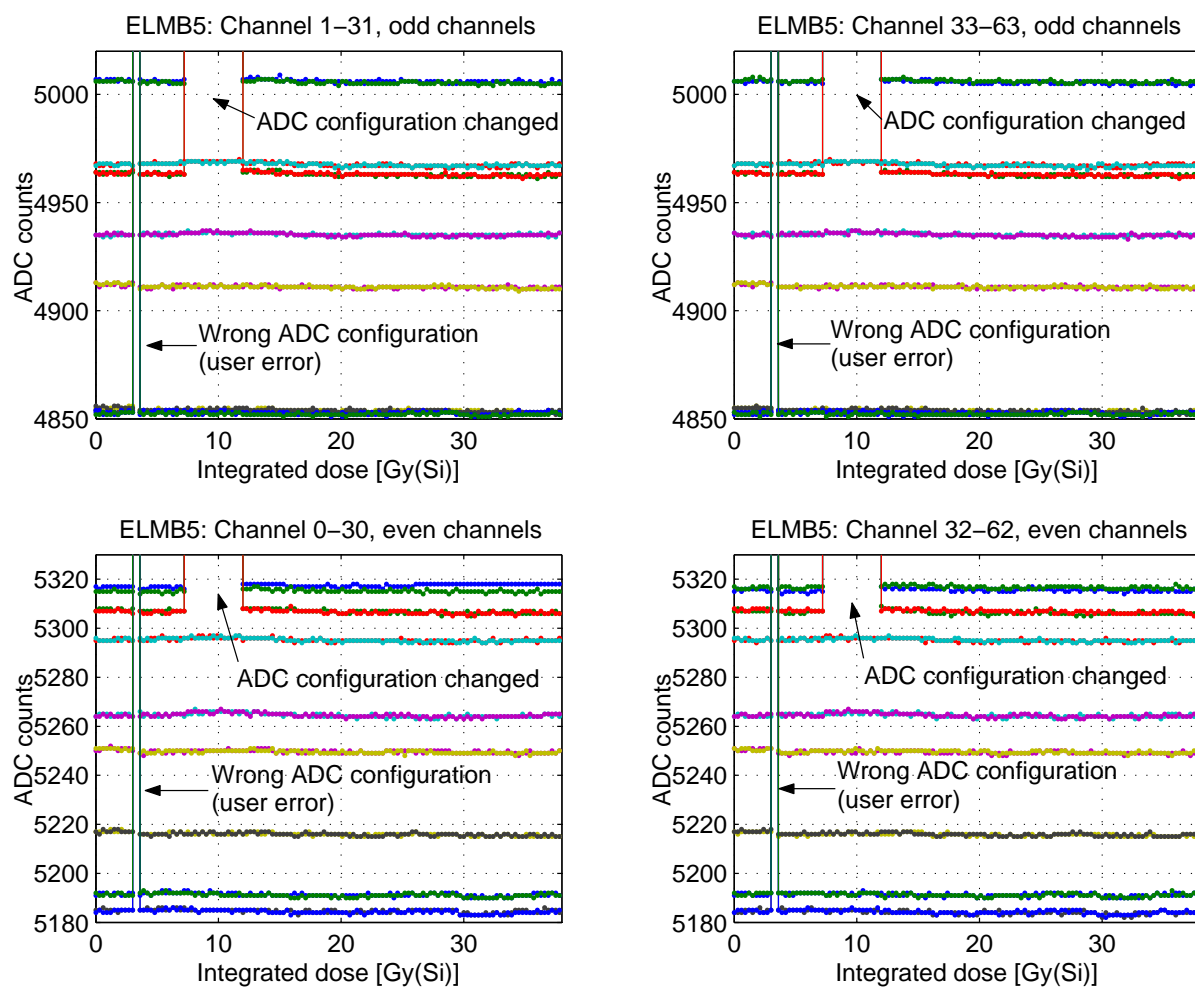 ELMB5: Channel 1−31, odd channels
5000
4950
4900
4850
ADC counts
ADC configuration changed
Wrong ADC configuration
(user error)
0
10
20
30
Integrated dose [Gy(Si)]
ELMB5: Channel 33−63, odd channels
5000
4950
4900
4850
ADC counts
ADC configuration changed
Wrong ADC configuration
(user error)
0
10
20
30
Integrated dose [Gy(Si)]
ELMB5: Channel 0−30, even channels
5320
5300
5280
5260
5240
5220
5200
5180
ADC counts
ADC configuration changed
Wrong ADC configuration
(user error)
0
10
20
30
Integrated dose [Gy(Si)]
ELMB5: Channel 32−62, even channels
5320
5300
5280
5260
5240
5220
5200
5180
ADC counts
ADC configuration changed
Wrong ADC configuration
(user error)
0
10
20
30
Integrated dose [Gy(Si)]